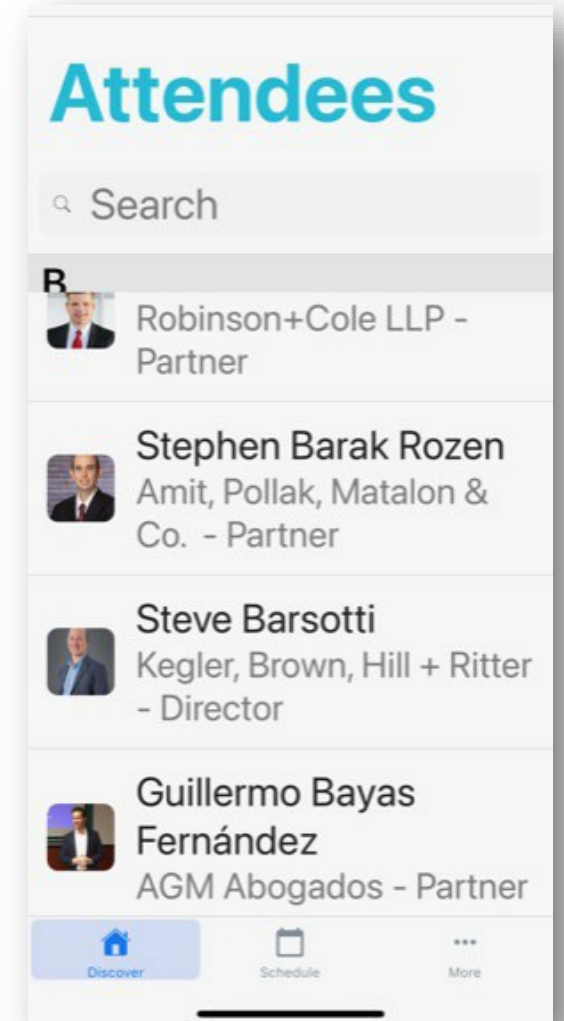 Attendees
Search
B
Robinson+Cole LLP -
Partner
Stephen Barak Rozen
Amit, Pollak, Matalon &
Co. - Partner
Steve Barsotti
Kegler, Brown, Hill + Ritter
- Director
Guillermo Bayas
Fernández
AGM Abogados - Partner
Discover
Schedule
More